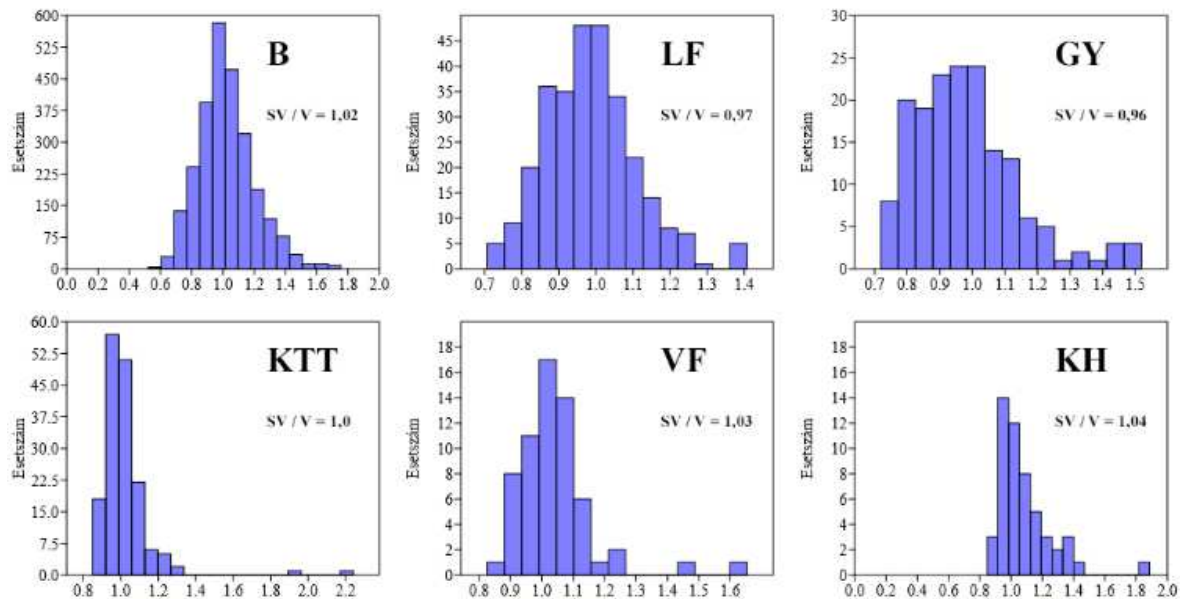 B
SV / V = 1,02
Esetszám
600
525
450
375
300
225
150
75
0
0.0 0.2 0.4 0.6 0.8 1.0 1.2 1.4 1.6 1.8 2.0
LF
SV / V = 0,97
Esetszám
45
40
35
30
25
20
15
10
5
0
0.7 0.8 0.9 1.0 1.1 1.2 1.3 1.4
GY
SV / V = 0,96
Esetszám
30
25
20
15
10
5
0
0.7 0.8 0.9 1.0 1.1 1.2 1.3 1.4 1.5
KTT
SV / V = 1,0
Esetszám
60.0
52.5
45.0
37.5
30.0
22.5
15.0
7.5
0.0
0.8 1.0 1.2 1.4 1.6 1.8 2.0 2.2
VF
SV / V = 1,03
Esetszám
18
16
14
12
10
8
6
4
2
0
0.8 0.9 1.0 1.1 1.2 1.3 1.4 1.5 1.6
KH
SV / V = 1,04
Esetszám
18
16
14
12
10
8
6
4
2
0
0.0 0.2 0.4 0.6 0.8 1.0 1.2 1.4 1.6 1.8 2.0